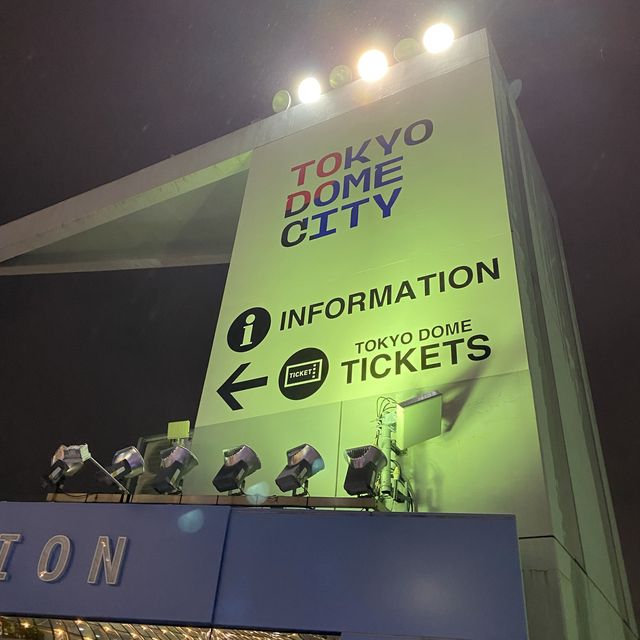 TOKYO
DOME
CITY
INFORMATION
TOKYO DOME
TICKETS
TICKET
ION